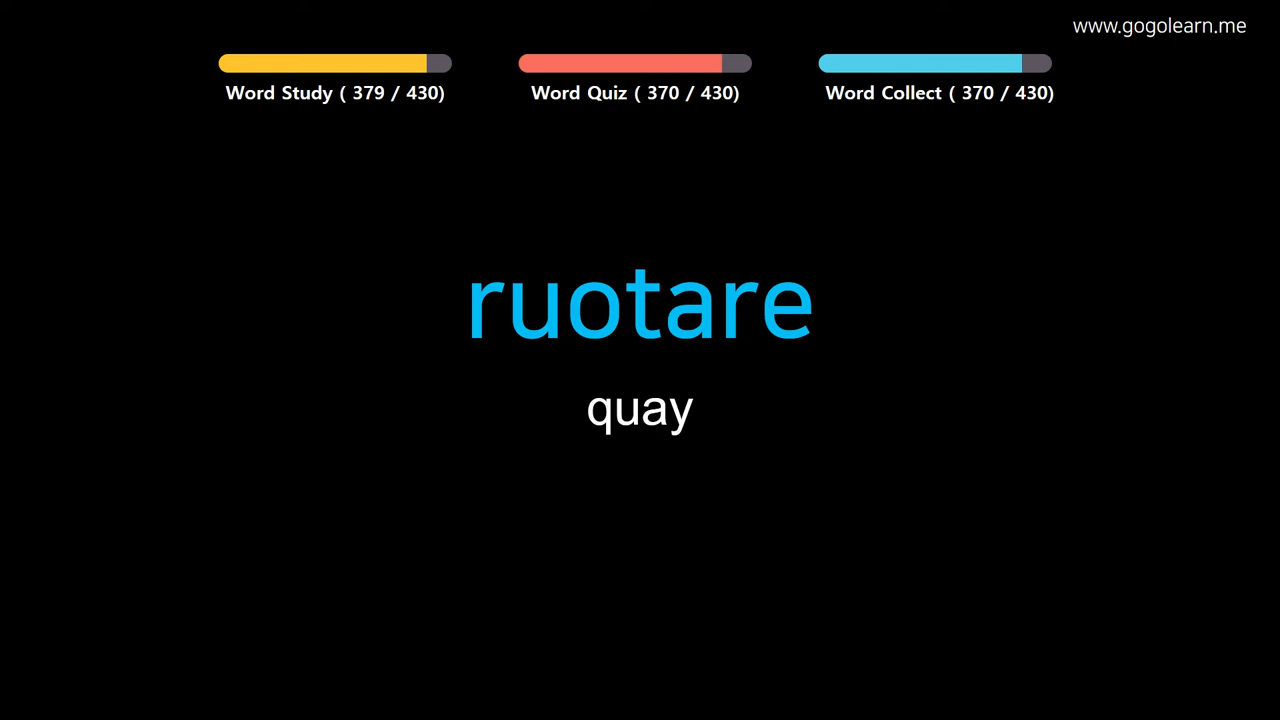 www.gogolearn.me
Word Study ( 379 / 430)
Word Quiz ( 370 / 430)
Word Collect ( 370 / 430)
ruotare
quay